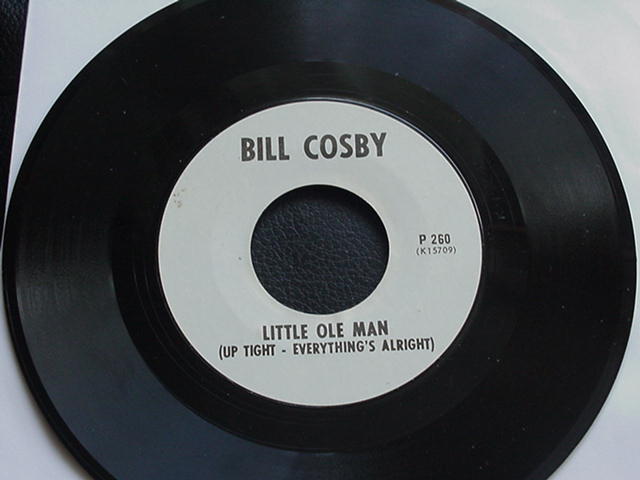 BILL COSBY
P 260
(K15709)
LITTLE OLE MAN
(UP TIGHT - EVERYTHING'S ALRIGHT)